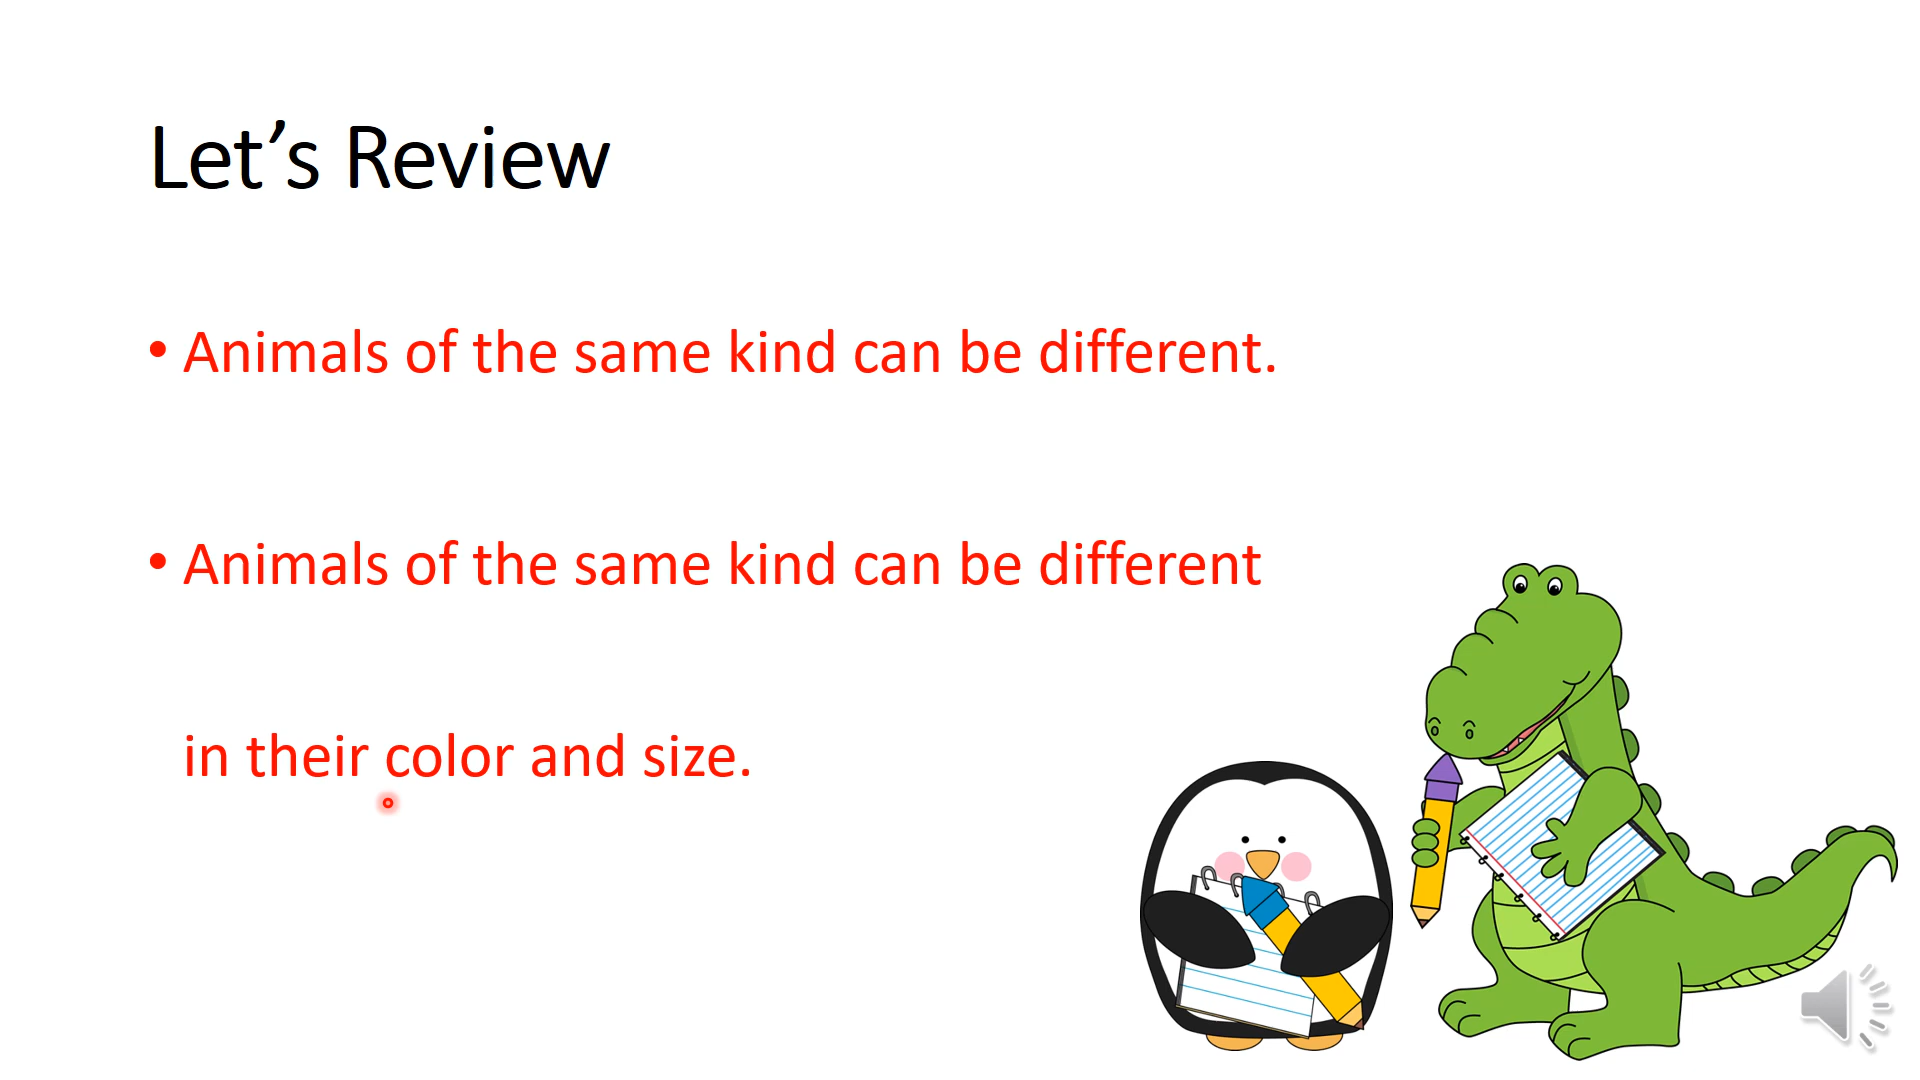 Let’s Review
• Animals of the same kind can be different.
• Animals of the same kind can be different
in their color and size.